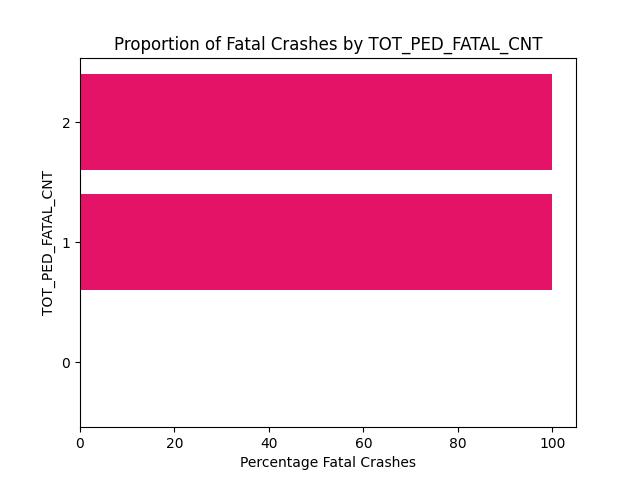 Proportion of Fatal Crashes by TOT_PED_FATAL_CNT
TOT_PED_FATAL_CNT
2
1
0
0 20 40 60 80 100
Percentage Fatal Crashes